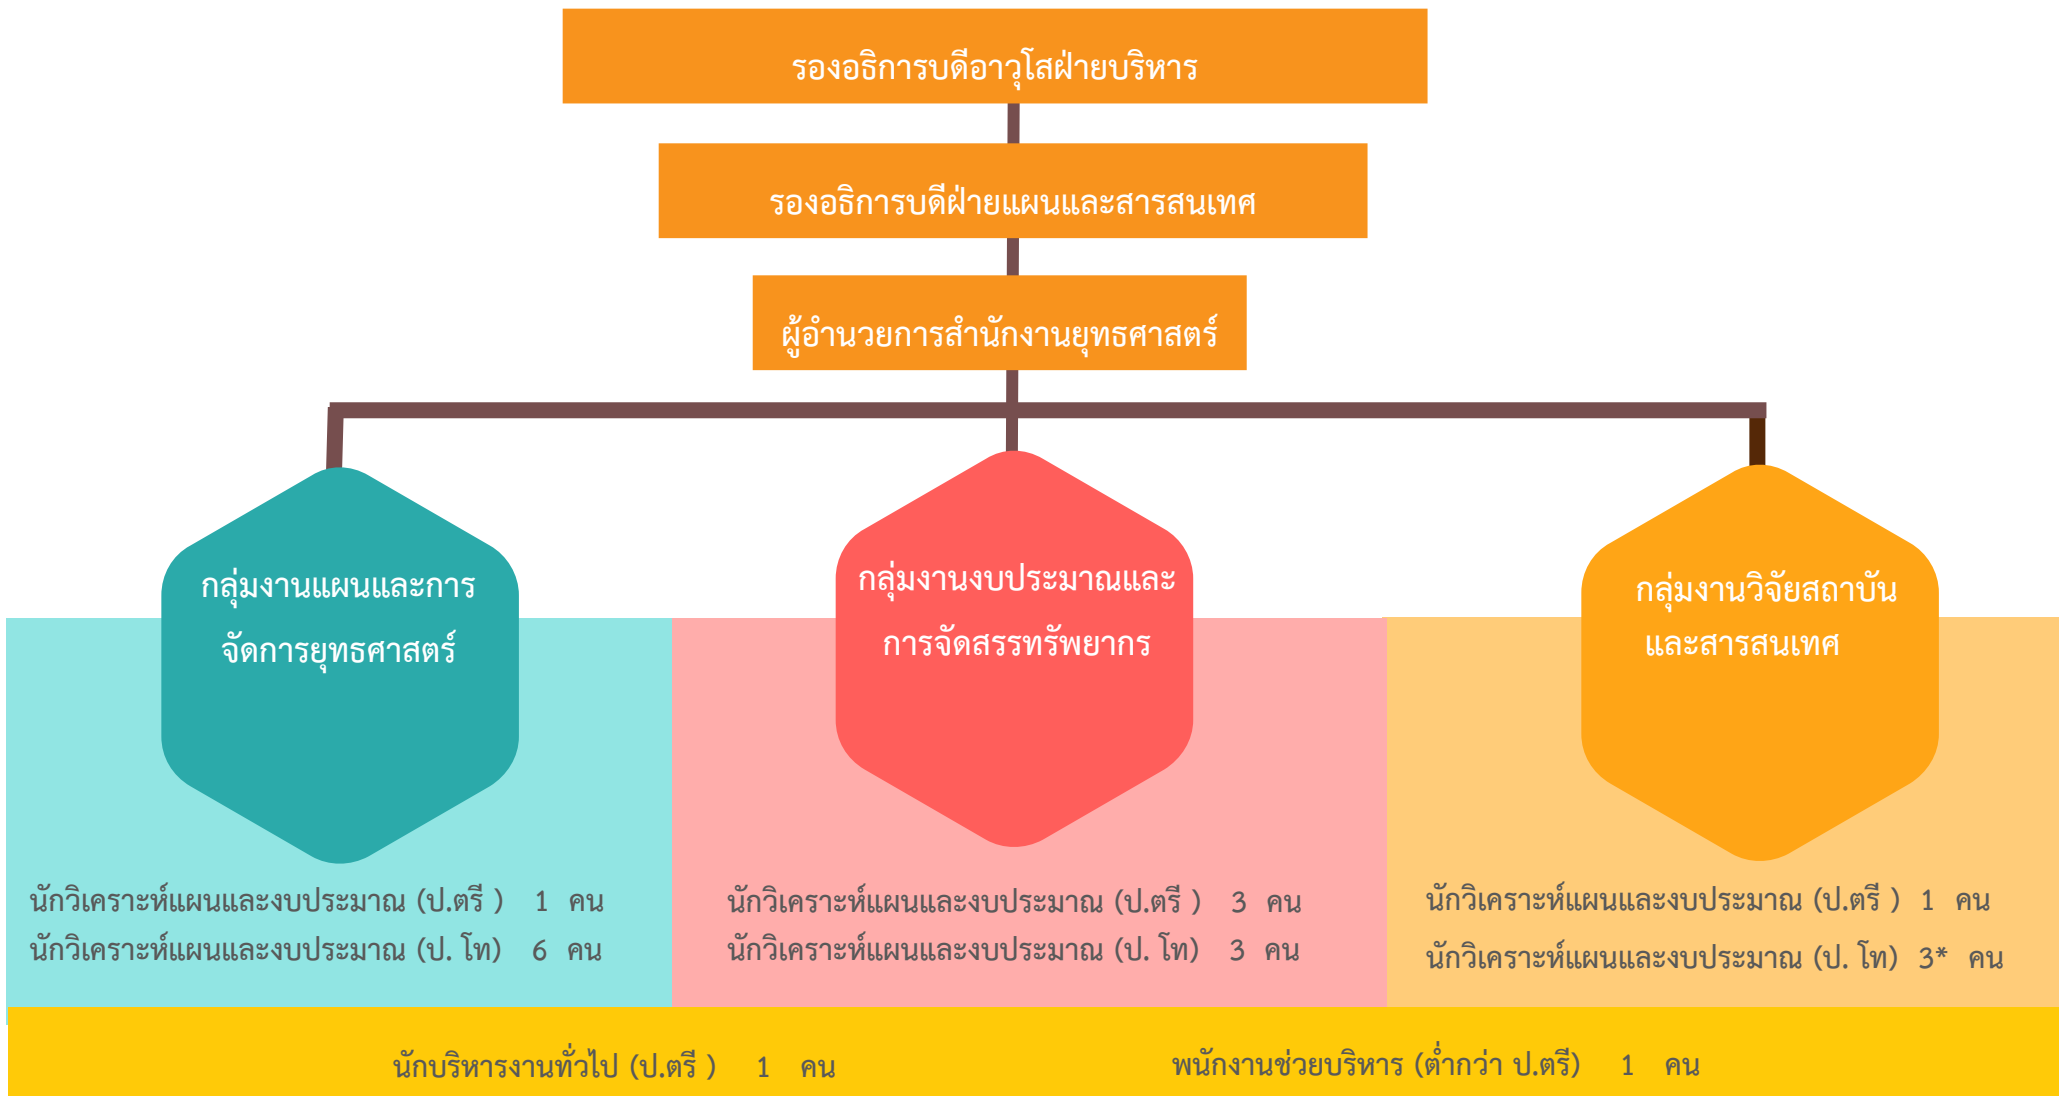 รองอธิการบดีอาวุโสฝ่ายบริหาร
รองอธิการบดีฝ่ายแผนและสารสนเทศ
ผู้อำนวยการสำนักงานยุทธศาสตร์
กลุ่มงานแผนและการ
จัดการยุทธศาสตร์
กลุ่มงานงบประมาณและ
การจัดสรรทรัพยากร
กลุ่มงานวิจัยสถาบัน
และสารสนเทศ
นักวิเคราะห์แผนและงบประมาณ (ป.ตรี ) 1 คน
นักวิเคราะห์แผนและงบประมาณ (ป. โท) 6 คน
นักวิเคราะห์แผนและงบประมาณ (ป.ตรี ) 3 คน
นักวิเคราะห์แผนและงบประมาณ (ป. โท) 3 คน
นักวิเคราะห์แผนและงบประมาณ (ป.ตรี ) 1 คน
นักวิเคราะห์แผนและงบประมาณ (ป. โท) 3* คน
นักบริหารงานทั่วไป (ป.ตรี ) 1 คน
พนักงานช่วยบริหาร (ต่ำกว่า ป.ตรี) 1 คน